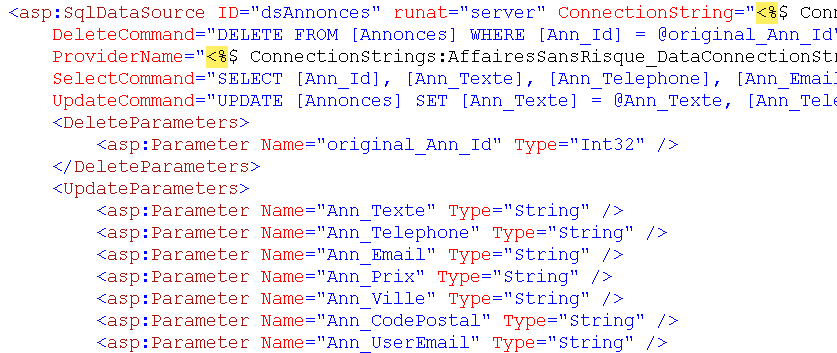 <asp:SqlDataSource ID="dsAnnonces" runat="server" ConnectionString="<%$ Conn
DeleteCommand="DELETE FROM [Annonces] WHERE [Ann_Id] = @original_Ann_Id"
ProviderName="<%$ ConnectionStrings:AffairesSansRisque_DataConnectionStr
SelectCommand="SELECT [Ann_Id], [Ann_Texte], [Ann_Telephone], [Ann_Email
UpdateCommand="UPDATE [Annonces] SET [Ann_Texte] = @Ann_Texte, [Ann_Tele
<DeleteParameters>
<asp:Parameter Name="original_Ann_Id" Type="Int32" />
</DeleteParameters>
<UpdateParameters>
<asp:Parameter Name="Ann_Texte" Type="String" />
<asp:Parameter Name="Ann_Telephone" Type="String" />
<asp:Parameter Name="Ann_Email" Type="String" />
<asp:Parameter Name="Ann_Prix" Type="String" />
<asp:Parameter Name="Ann_Ville" Type="String" />
<asp:Parameter Name="Ann_CodePostal" Type="String" />
<asp:Parameter Name="Ann_UserEmail" Type="String" />